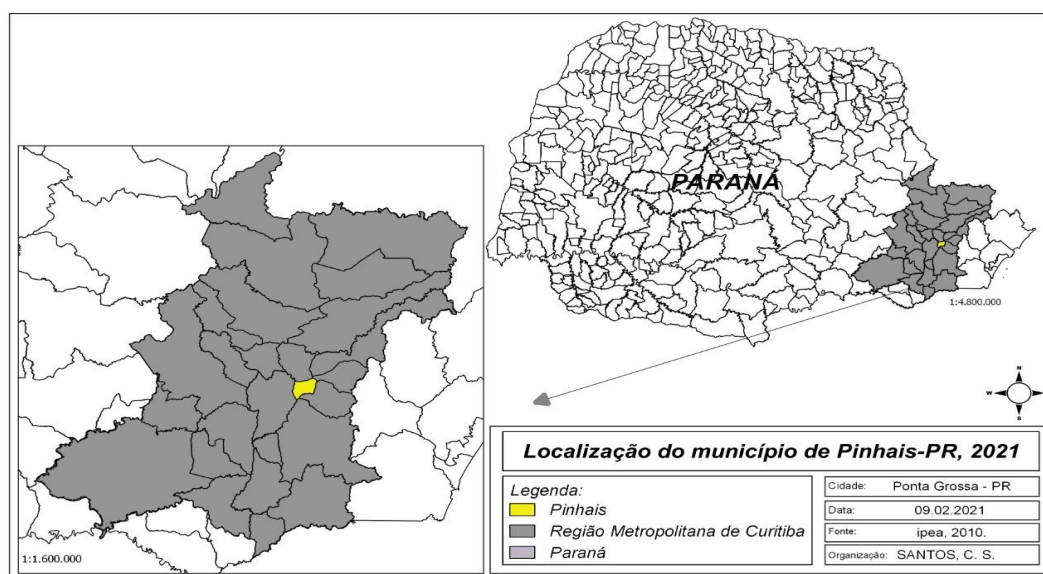 PARANÁ
1:4.800.000
N
W
E
S
1:1.600.000
Localização do município de Pinhais-PR, 2021
Legenda:
Pinhais
Região Metropolitana de Curitiba
Paraná
Cidade: Ponta Grossa - PR
Data: 09.02.2021
Fonte: ipea, 2010.
Organização: SANTOS, C. S.